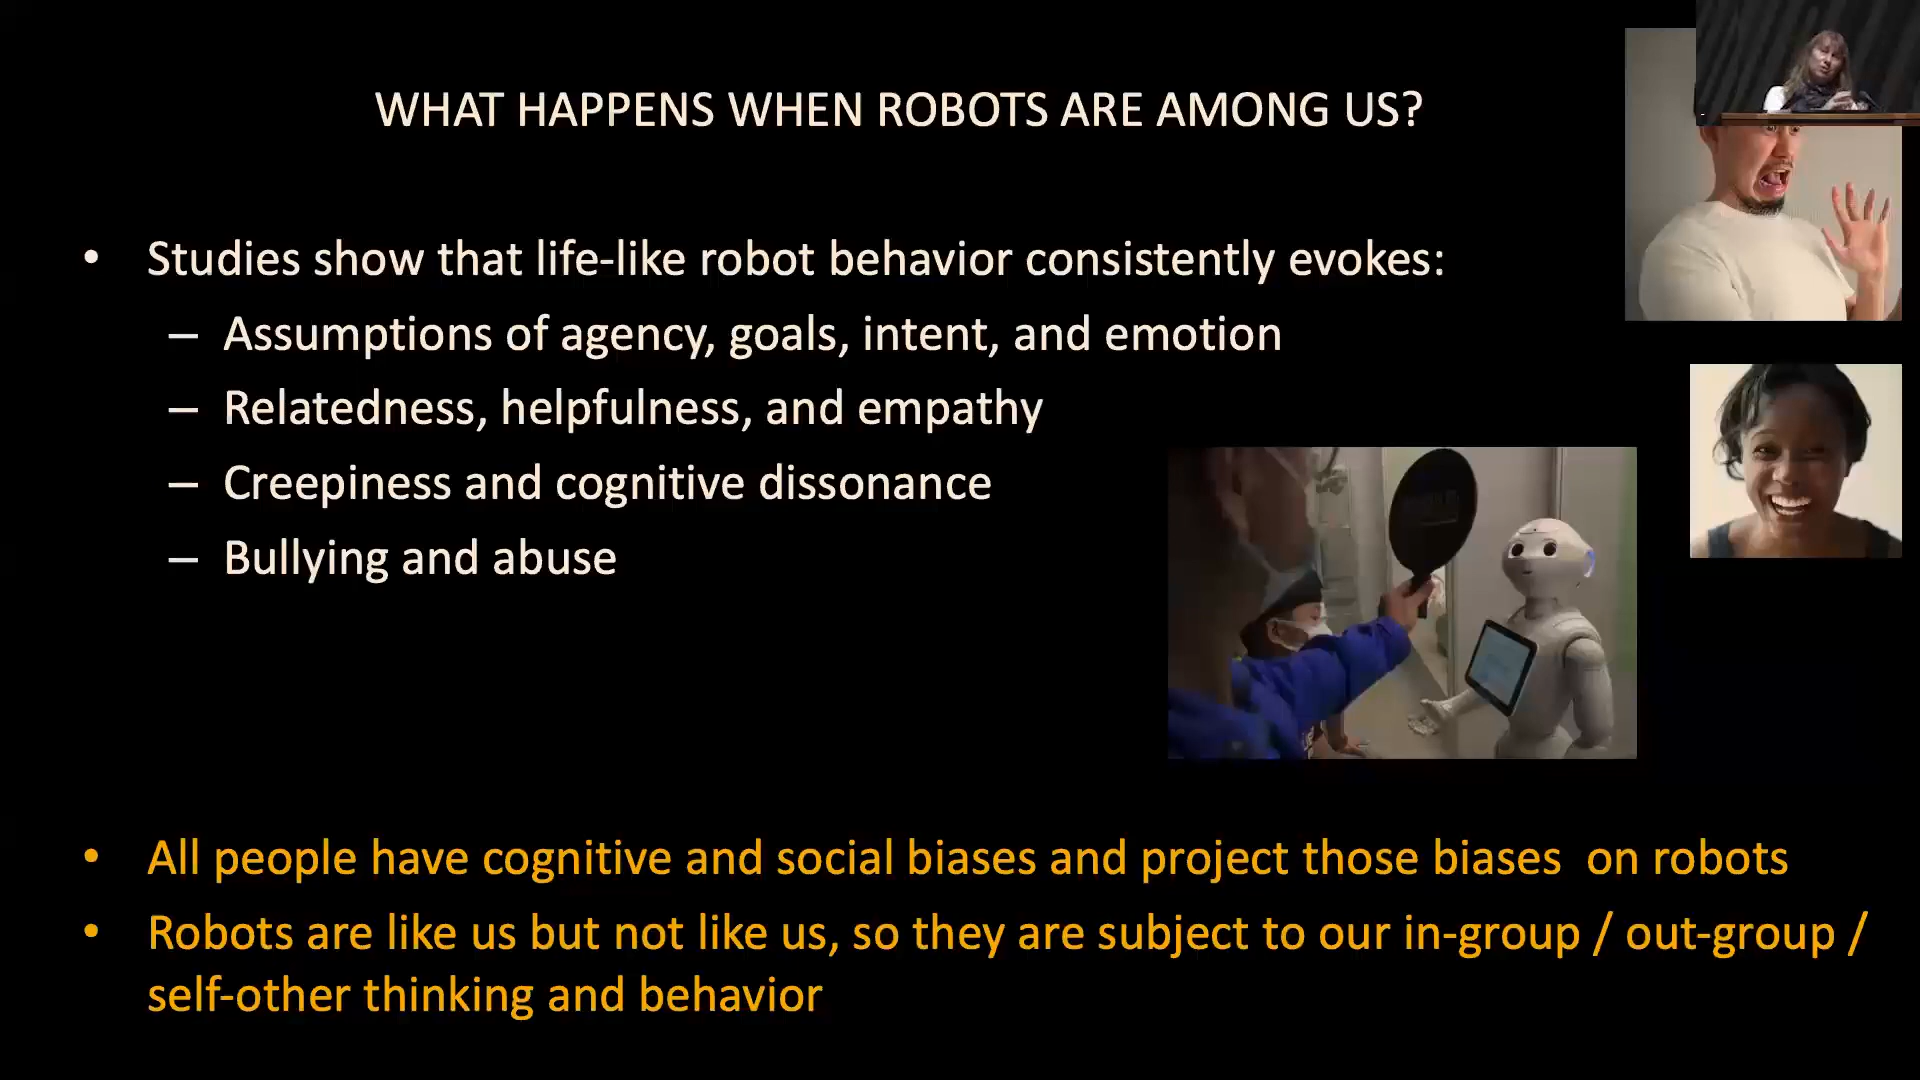 WHAT HAPPENS WHEN ROBOTS ARE AMONG US?
• Studies show that life-like robot behavior consistently evokes:
– Assumptions of agency, goals, intent, and emotion
– Relatedness, helpfulness, and empathy
– Creepiness and cognitive dissonance
– Bullying and abuse
• All people have cognitive and social biases and project those biases  on robots
• Robots are like us but not like us, so they are subject to our in-group / out-group /
self-other thinking and behavior